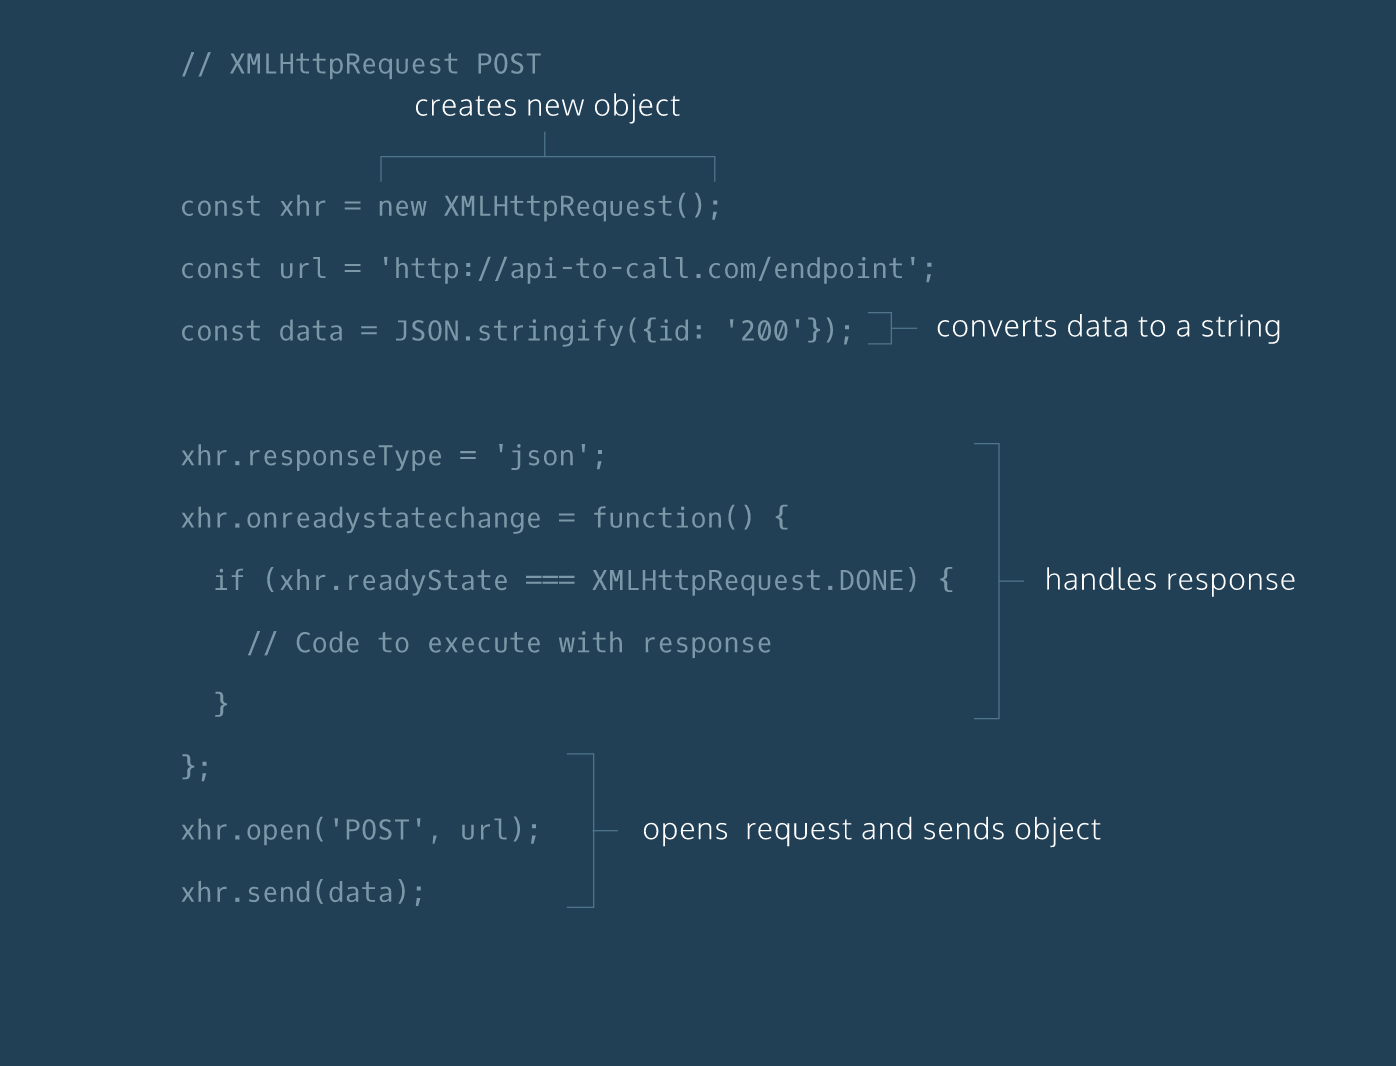 // XMLHttpRequest POST
creates new object
const xhr = new XMLHttpRequest();
const url = 'http://api-to-call.com/endpoint';
const data = JSON.stringify({id: '200'});
converts data to a string
xhr.responseType = 'json';
xhr.onreadystatechange = function() {
if (xhr.readyState === XMLHttpRequest.DONE) {
handles response
// Code to execute with response
}
};
xhr.open('POST', url);
opens  request and sends object
xhr.send(data);